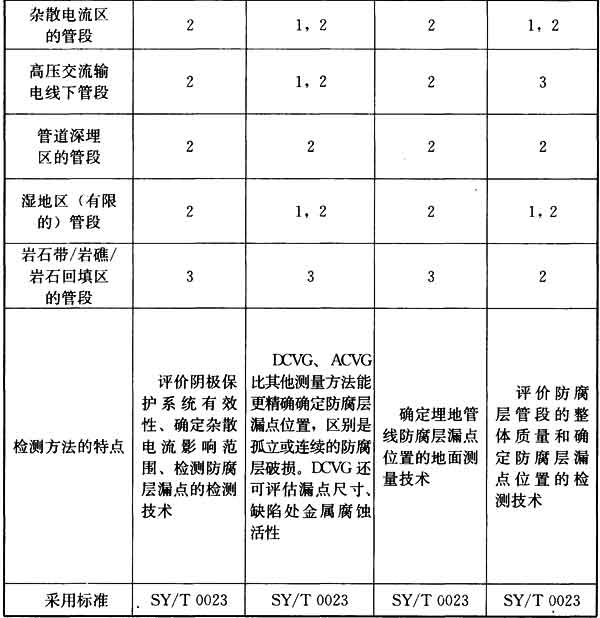 杂散电流区
的管段
2
1，2
2
1，2
高压交流输
电线下管段
2
1，2
2
3
管道深埋
区的管段
2
2
2
2
湿地区（有限
的）管段
2
1，2
2
1，2
岩石带/岩礁/
岩石回填区
的管段
3
3
3
2
检测方法的特点
评价阴极保
护系统有效
性、确定杂散
电流影响范
围、检测防腐
层漏点的检测
技术
DCVG、ACVG
比其他测量方法能
更精确确定防腐层
漏点位置，区别是
孤立或连续的防腐
层破损。DCVG 还
可评估漏点尺寸、
缺陷处金属腐蚀
活性
确定埋地管
线防腐层漏点
位置的地面测
量技术
评价防腐
层管段的整
体质量和确
定防腐层漏
点位置的检
测技术
采用标准
SY/T 0023
SY/T 0023
SY/T 0023
SY/T 0023